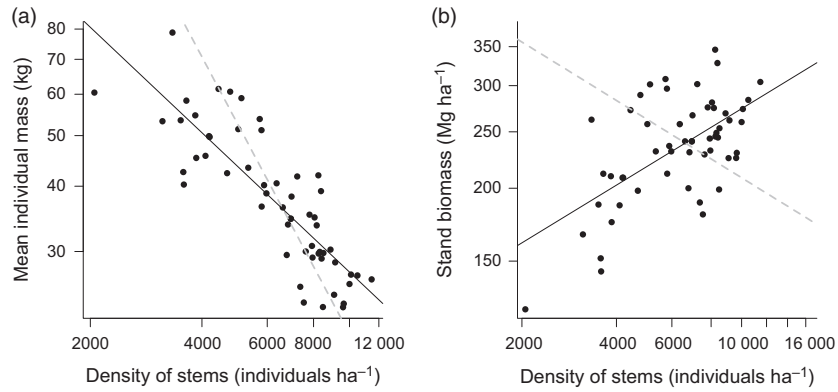 (a)
80
70
60
50
40
30
Mean individual mass (kg)
2000 4000 6000 8000 12 000
Density of stems (individuals ha⁻¹)
(b)
350
300
250
200
150
Stand biomass (Mg ha⁻¹)
2000 4000 6000 10 000 16 000
Density of stems (individuals ha⁻¹)